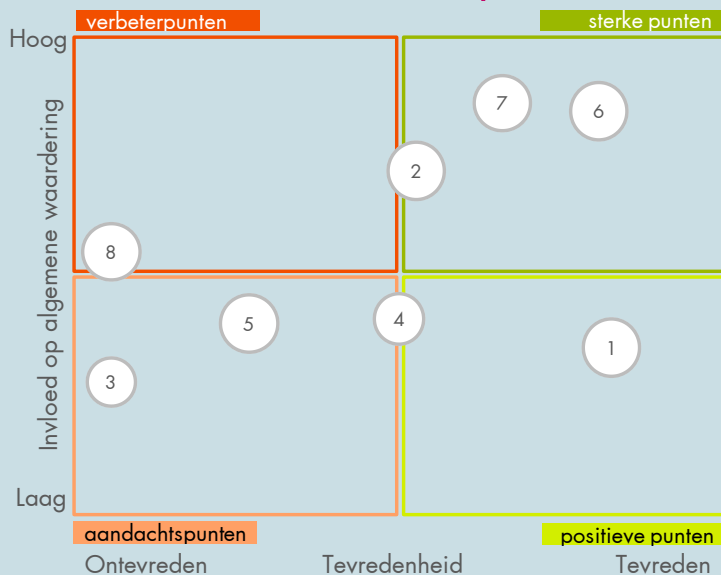 verbeterpunten
sterke punten
Hoog
7
6
2
Invloed op algemene waardering
8
5
4
1
3
Laag
aandachtspunten
positieve punten
Ontevreden
Tevredenheid
Tevreden